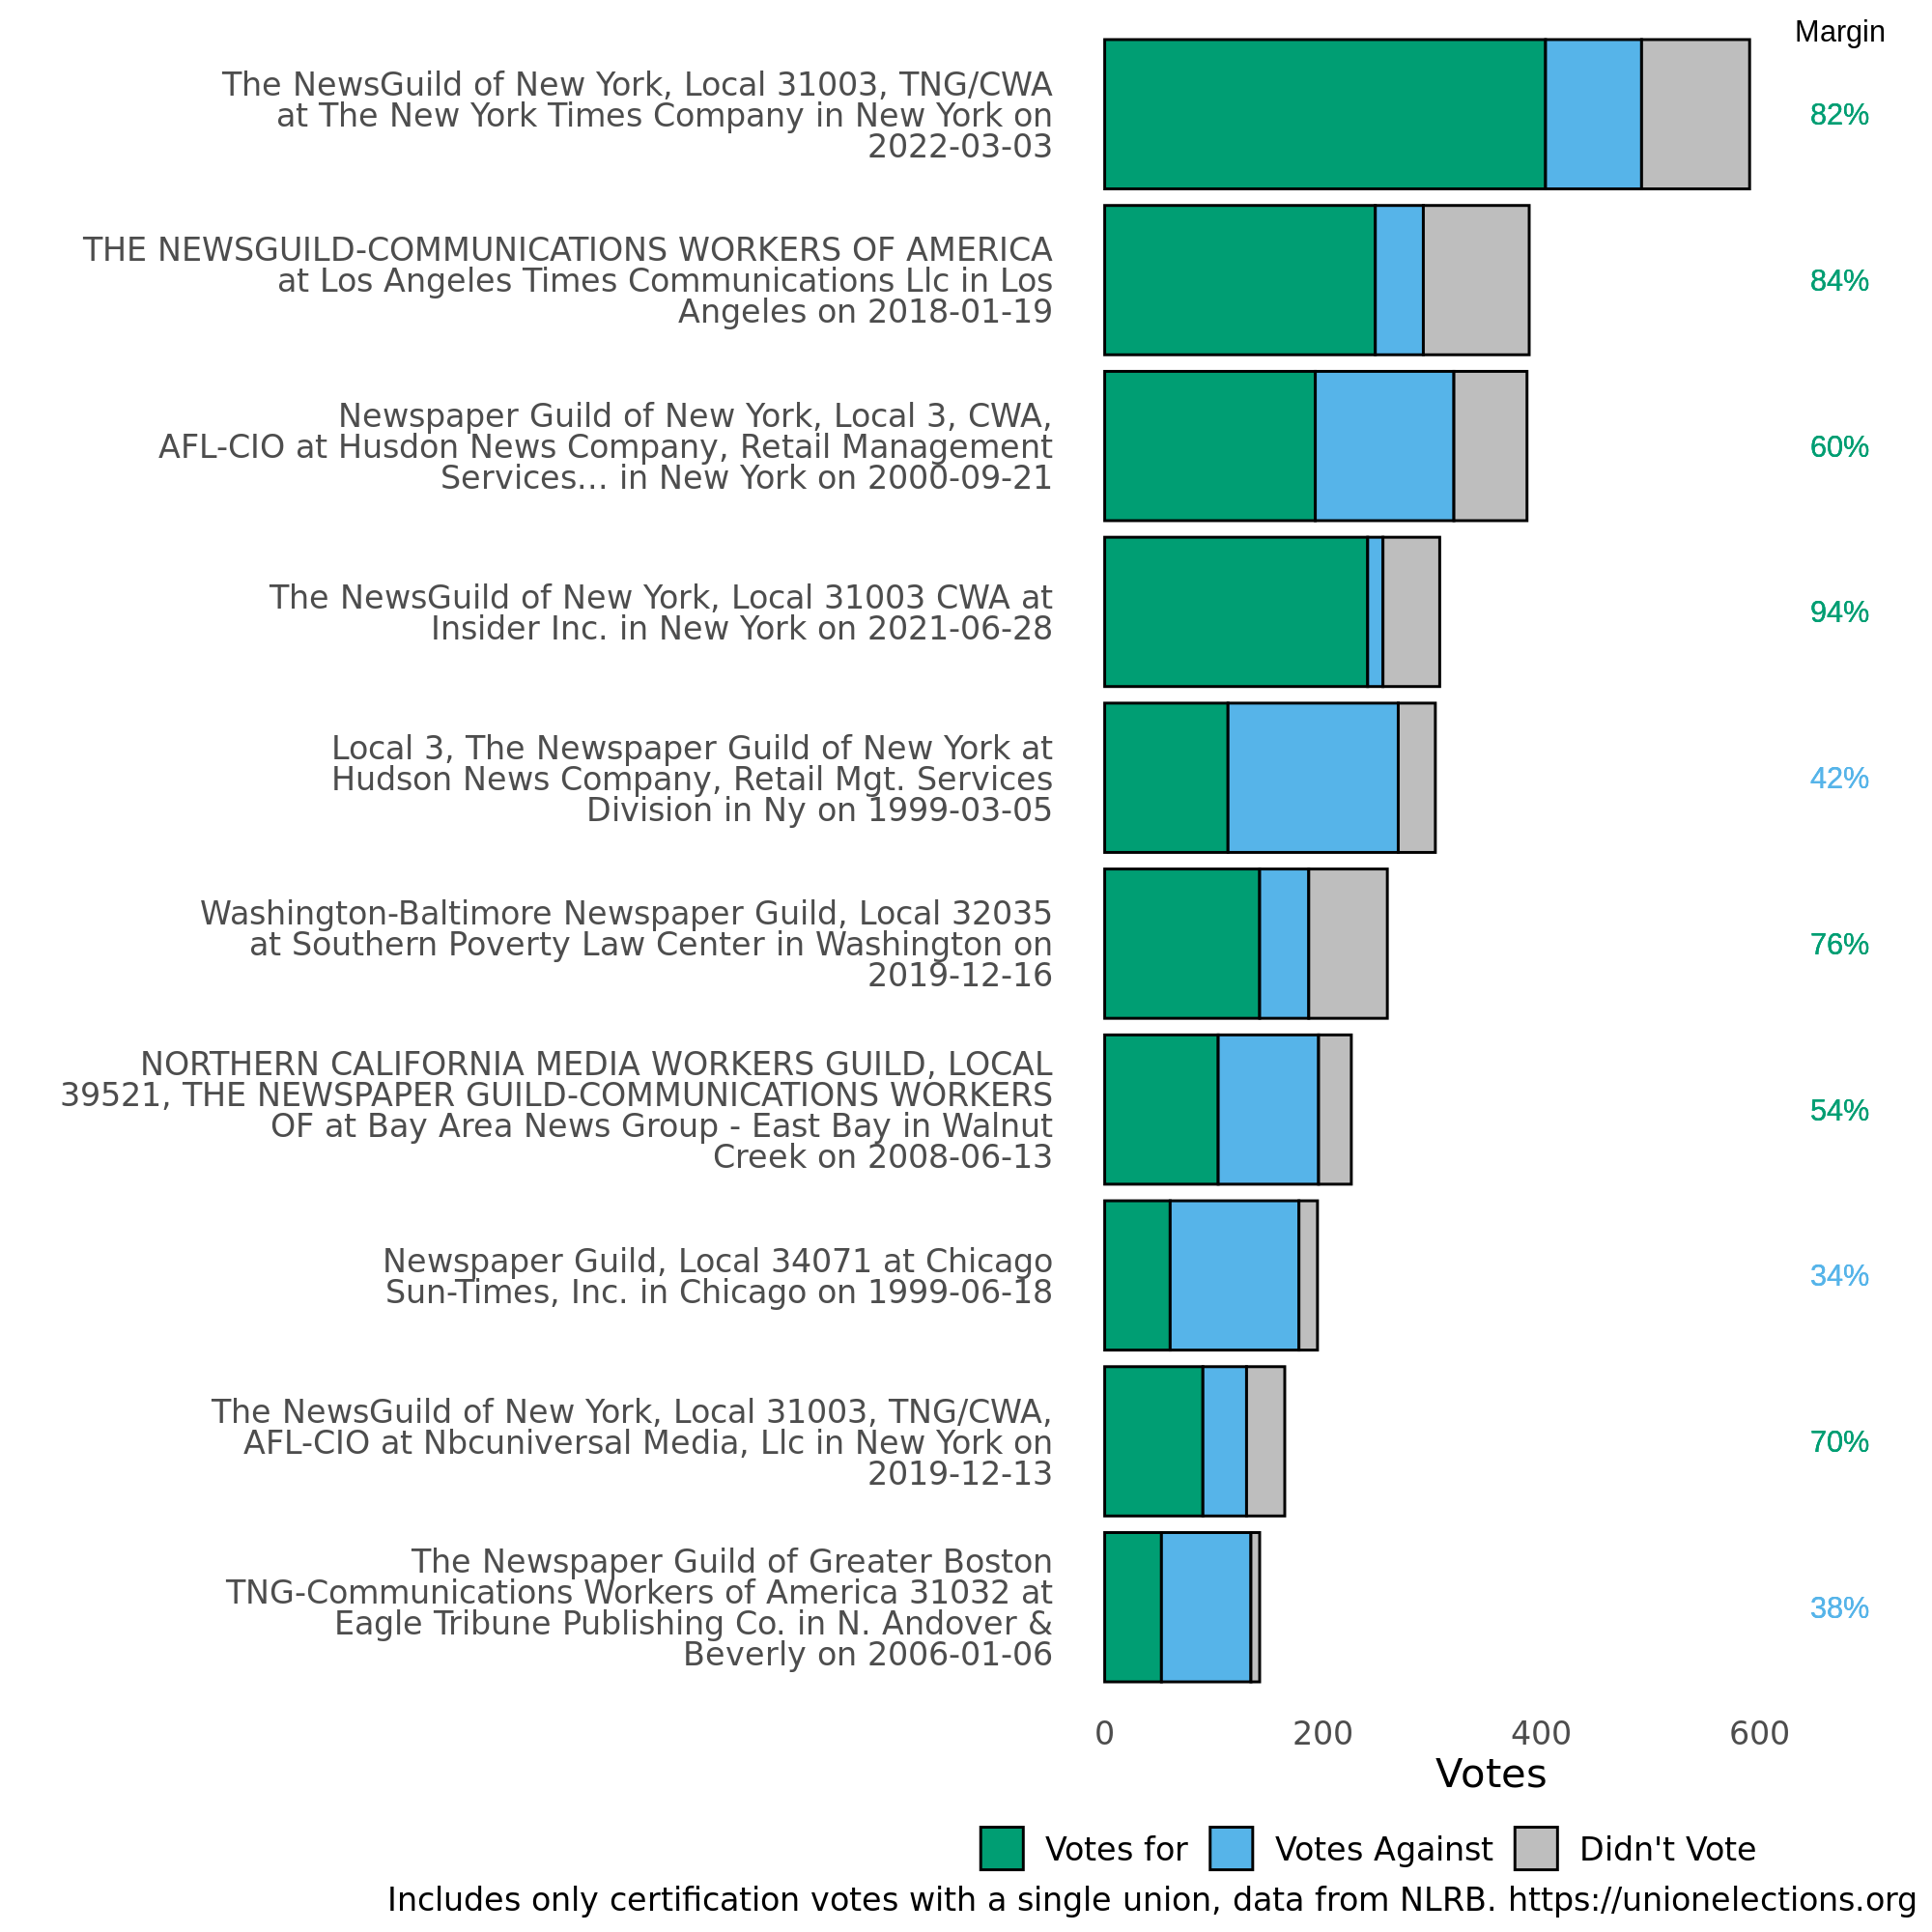 Margin
The NewsGuild of New York, Local 31003, TNG/CWA
at The New York Times Company in New York on
2022-03-03
82%
THE NEWSGUILD-COMMUNICATIONS WORKERS OF AMERICA
at Los Angeles Times Communications Llc in Los
Angeles on 2018-01-19
84%
Newspaper Guild of New York, Local 3, CWA,
AFL-CIO at Husdon News Company, Retail Management
Services... in New York on 2000-09-21
60%
The NewsGuild of New York, Local 31003 CWA at
Insider Inc. in New York on 2021-06-28
94%
Local 3, The Newspaper Guild of New York at
Hudson News Company, Retail Mgt. Services
Division in Ny on 1999-03-05
42%
Washington-Baltimore Newspaper Guild, Local 32035
at Southern Poverty Law Center in Washington on
2019-12-16
76%
NORTHERN CALIFORNIA MEDIA WORKERS GUILD, LOCAL
39521, THE NEWSPAPER GUILD-COMMUNICATIONS WORKERS
OF at Bay Area News Group - East Bay in Walnut
Creek on 2008-06-13
54%
Newspaper Guild, Local 34071 at Chicago
Sun-Times, Inc. in Chicago on 1999-06-18
34%
The NewsGuild of New York, Local 31003, TNG/CWA,
AFL-CIO at Nbcuniversal Media, Llc in New York on
2019-12-13
70%
The Newspaper Guild of Greater Boston
TNG-Communications Workers of America 31032 at
Eagle Tribune Publishing Co. in N. Andover &
Beverly on 2006-01-06
38%
0 200 400 600
Votes
Votes for Votes Against Didn't Vote
Includes only certification votes with a single union, data from NLRB. https://unionelections.org